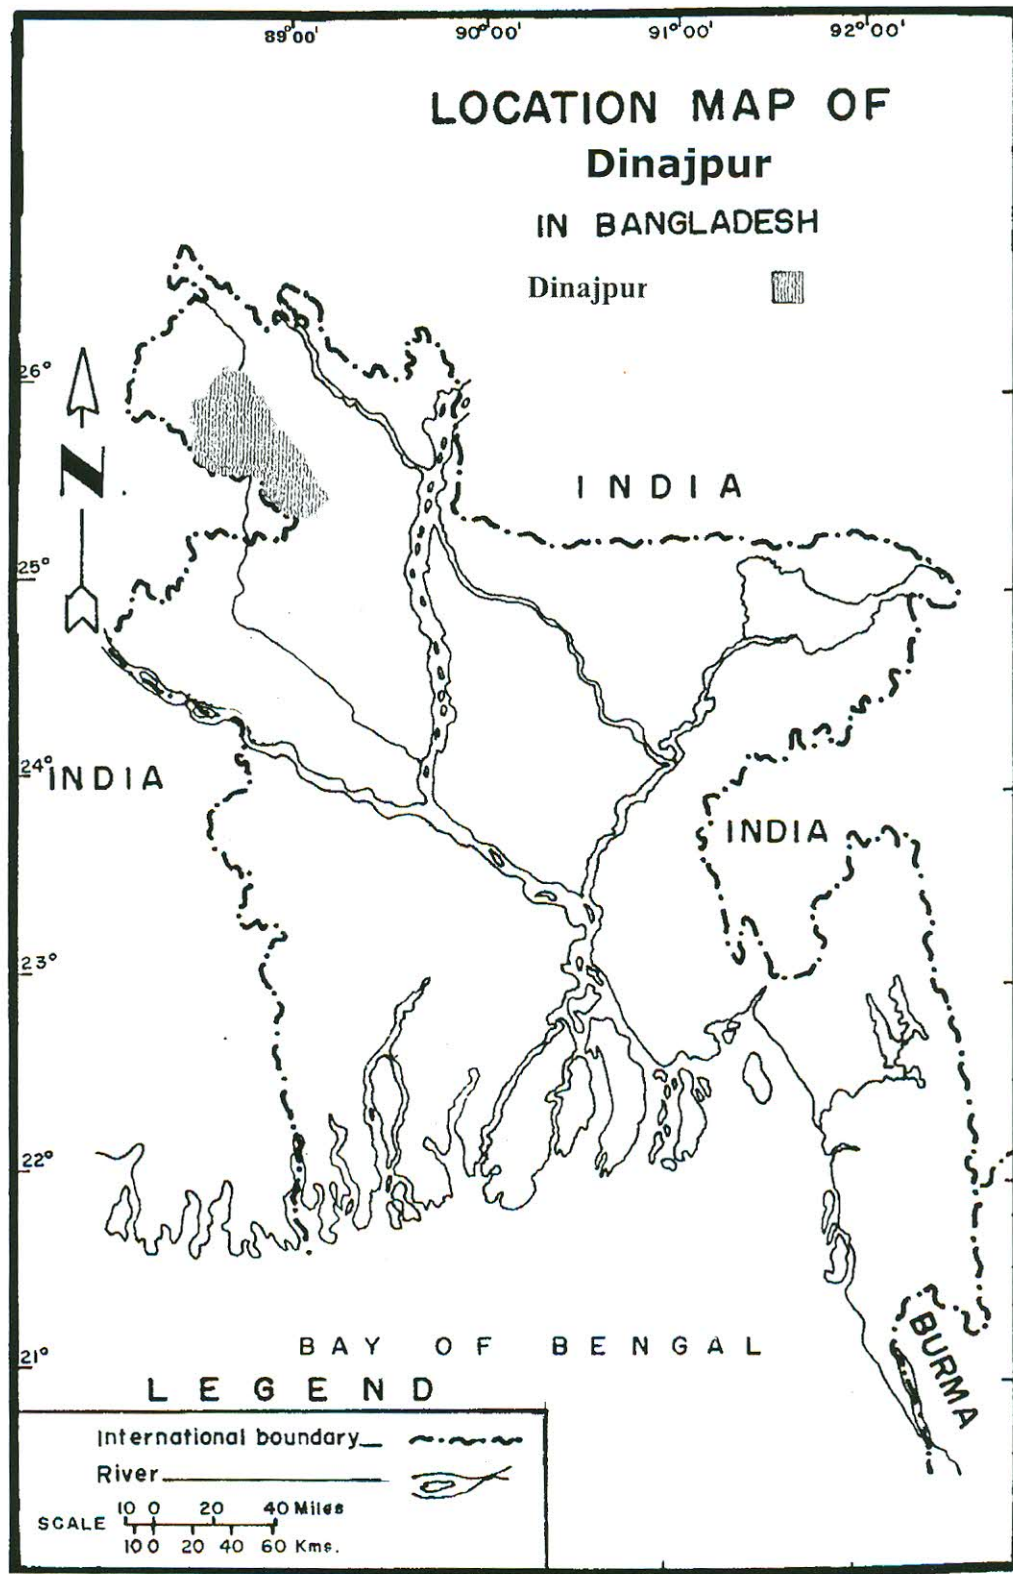 89°00'
90°00'
91°00'
92°00'
LOCATION MAP OF
Dinajpur
IN BANGLADESH
Dinajpur
26°
N
INDIA
25°
24°
INDIA
INDIA
23°
22°
21°
BAY OF BENGAL
BURMA
LEGEND
International boundary
River
10 0 20 40 Miles
SCALE
10 0 20 40 60 Kms.